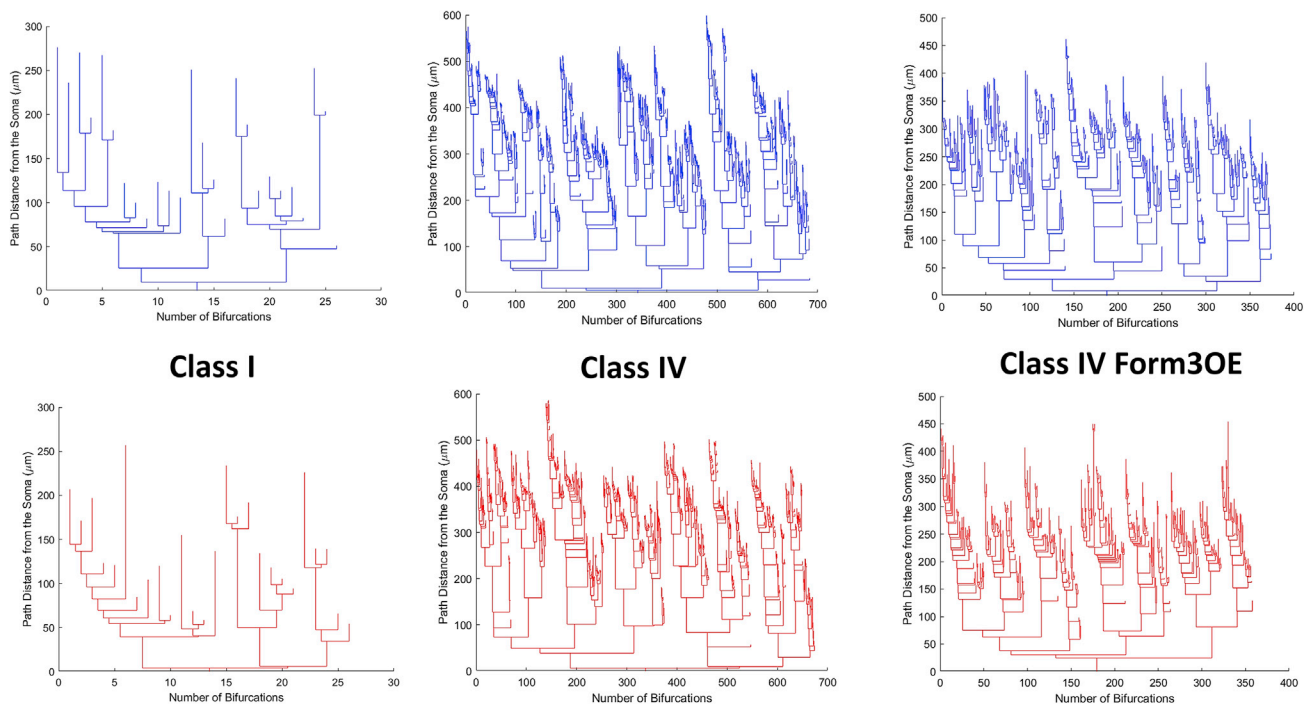 300
250
200
150
100
50
0
Path Distance from the Soma (μm)
0 5 10 15 20 25 30
Number of Bifurcations
600
500
400
300
200
100
0
Path Distance from the Soma (μm)
0 100 200 300 400 500 600 700
Number of Bifurcations
500
450
400
350
300
250
200
150
100
50
0
Path Distance from the Soma (μm)
0 50 100 150 200 250 300 350 400
Number of Bifurcations
Class I
Class IV
Class IV Form3OE
300
250
200
150
100
50
0
Path Distance from the Soma (μm)
0 5 10 15 20 25 30
Number of Bifurcations
600
500
400
300
200
100
0
Path Distance from the Soma (μm)
0 100 200 300 400 500 600 700
Number of Bifurcations
500
450
400
350
300
250
200
150
100
50
0
Path Distance from the Soma (μm)
0 50 100 150 200 250 300 350 400
Number of Bifurcations